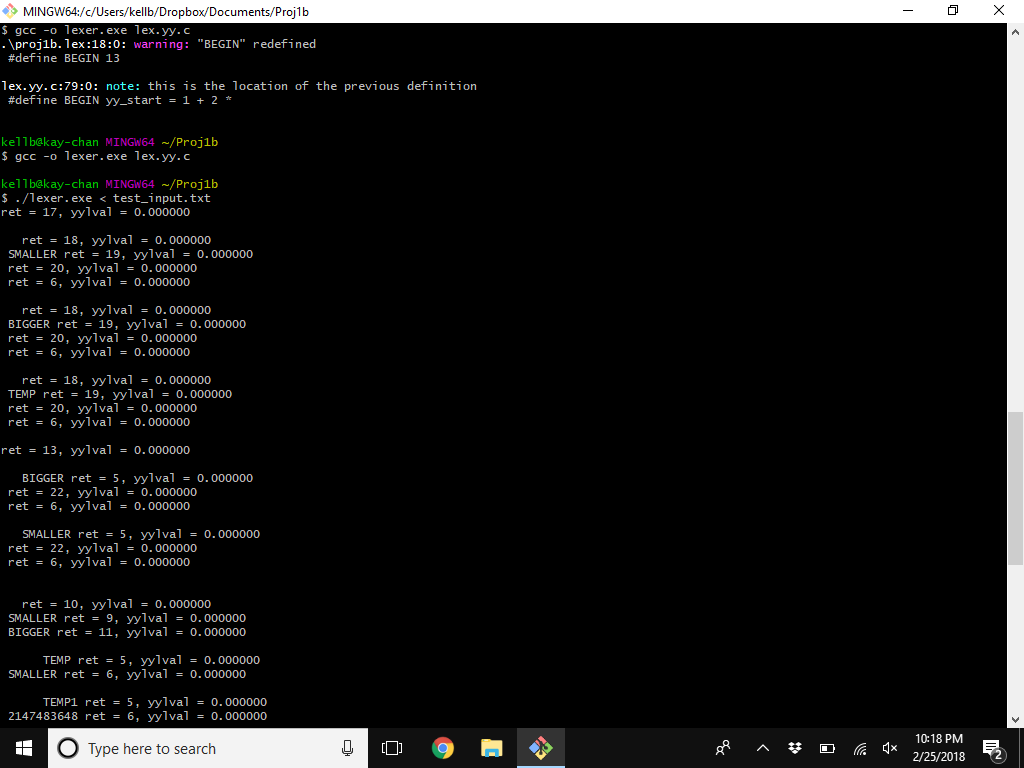 MINGW64:/c/Users/kellb/Dropbox/Documents/Proj1b
$ gcc -o lexer.exe lex.yy.c
.\proj1b.lex:18:0: warning: "BEGIN" redefined
#define BEGIN 13
lex.yy.c:79:0: note: this is the location of the previous definition
#define BEGIN yy_start = 1 + 2 *
kellb@kay-chan MINGW64 ~/Proj1b
$ gcc -o lexer.exe lex.yy.c
kellb@kay-chan MINGW64 ~/Proj1b
$ ./lexer.exe < test_input.txt
ret = 17, yylval = 0.000000
ret = 18, yylval = 0.000000
SMALLER ret = 19, yylval = 0.000000
ret = 20, yylval = 0.000000
ret = 6, yylval = 0.000000
ret = 18, yylval = 0.000000
BIGGER ret = 19, yylval = 0.000000
ret = 20, yylval = 0.000000
ret = 6, yylval = 0.000000
ret = 18, yylval = 0.000000
TEMP ret = 19, yylval = 0.000000
ret = 20, yylval = 0.000000
ret = 6, yylval = 0.000000
ret = 13, yylval = 0.000000
BIGGER ret = 5, yylval = 0.000000
ret = 22, yylval = 0.000000
ret = 6, yylval = 0.000000
SMALLER ret = 5, yylval = 0.000000
ret = 22, yylval = 0.000000
ret = 6, yylval = 0.000000
ret = 10, yylval = 0.000000
SMALLER ret = 9, yylval = 0.000000
BIGGER ret = 11, yylval = 0.000000
TEMP ret = 5, yylval = 0.000000
SMALLER ret = 6, yylval = 0.000000
TEMP1 ret = 5, yylval = 0.000000
2147483648 ret = 6, yylval = 0.000000
Type here to search
10:18 PM
2/25/2018
2